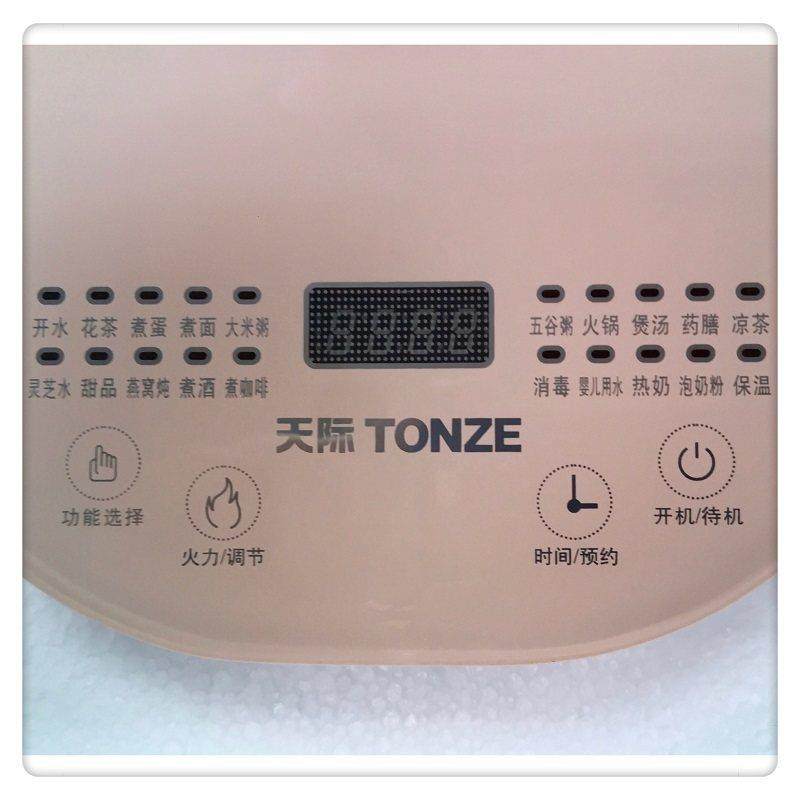 开水 花茶 煮蛋 煮面 大米粥
五谷粥 火锅 煲汤 药膳 凉茶
灵芝水 甜品 燕窝炖 煮酒 煮咖啡
消毒 婴儿用水 热奶 泡奶粉 保温
天际 TONZE
功能选择
火力/调节
时间/预约
开机/待机